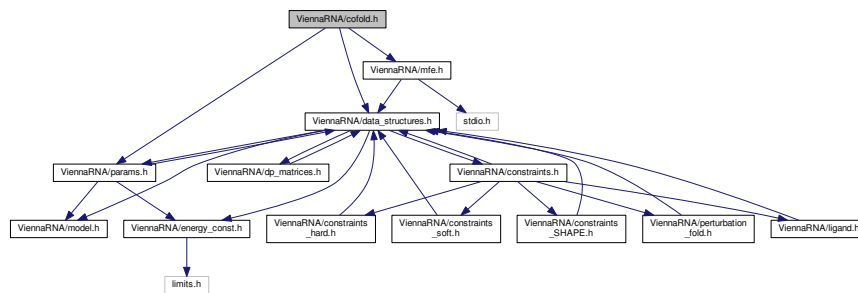 ViennaRNA/cofold.h
ViennaRNA/mfe.h
ViennaRNA/data_structures.h
stdio.h
ViennaRNA/params.h
ViennaRNA/dp_matrices.h
ViennaRNA/constraints.h
ViennaRNA/model.h
ViennaRNA/energy_const.h
ViennaRNA/constraints
_hard.h
ViennaRNA/constraints
_soft.h
ViennaRNA/constraints
_SHAPE.h
ViennaRNA/perturbation
_fold.h
ViennaRNA/ligand.h
limits.h